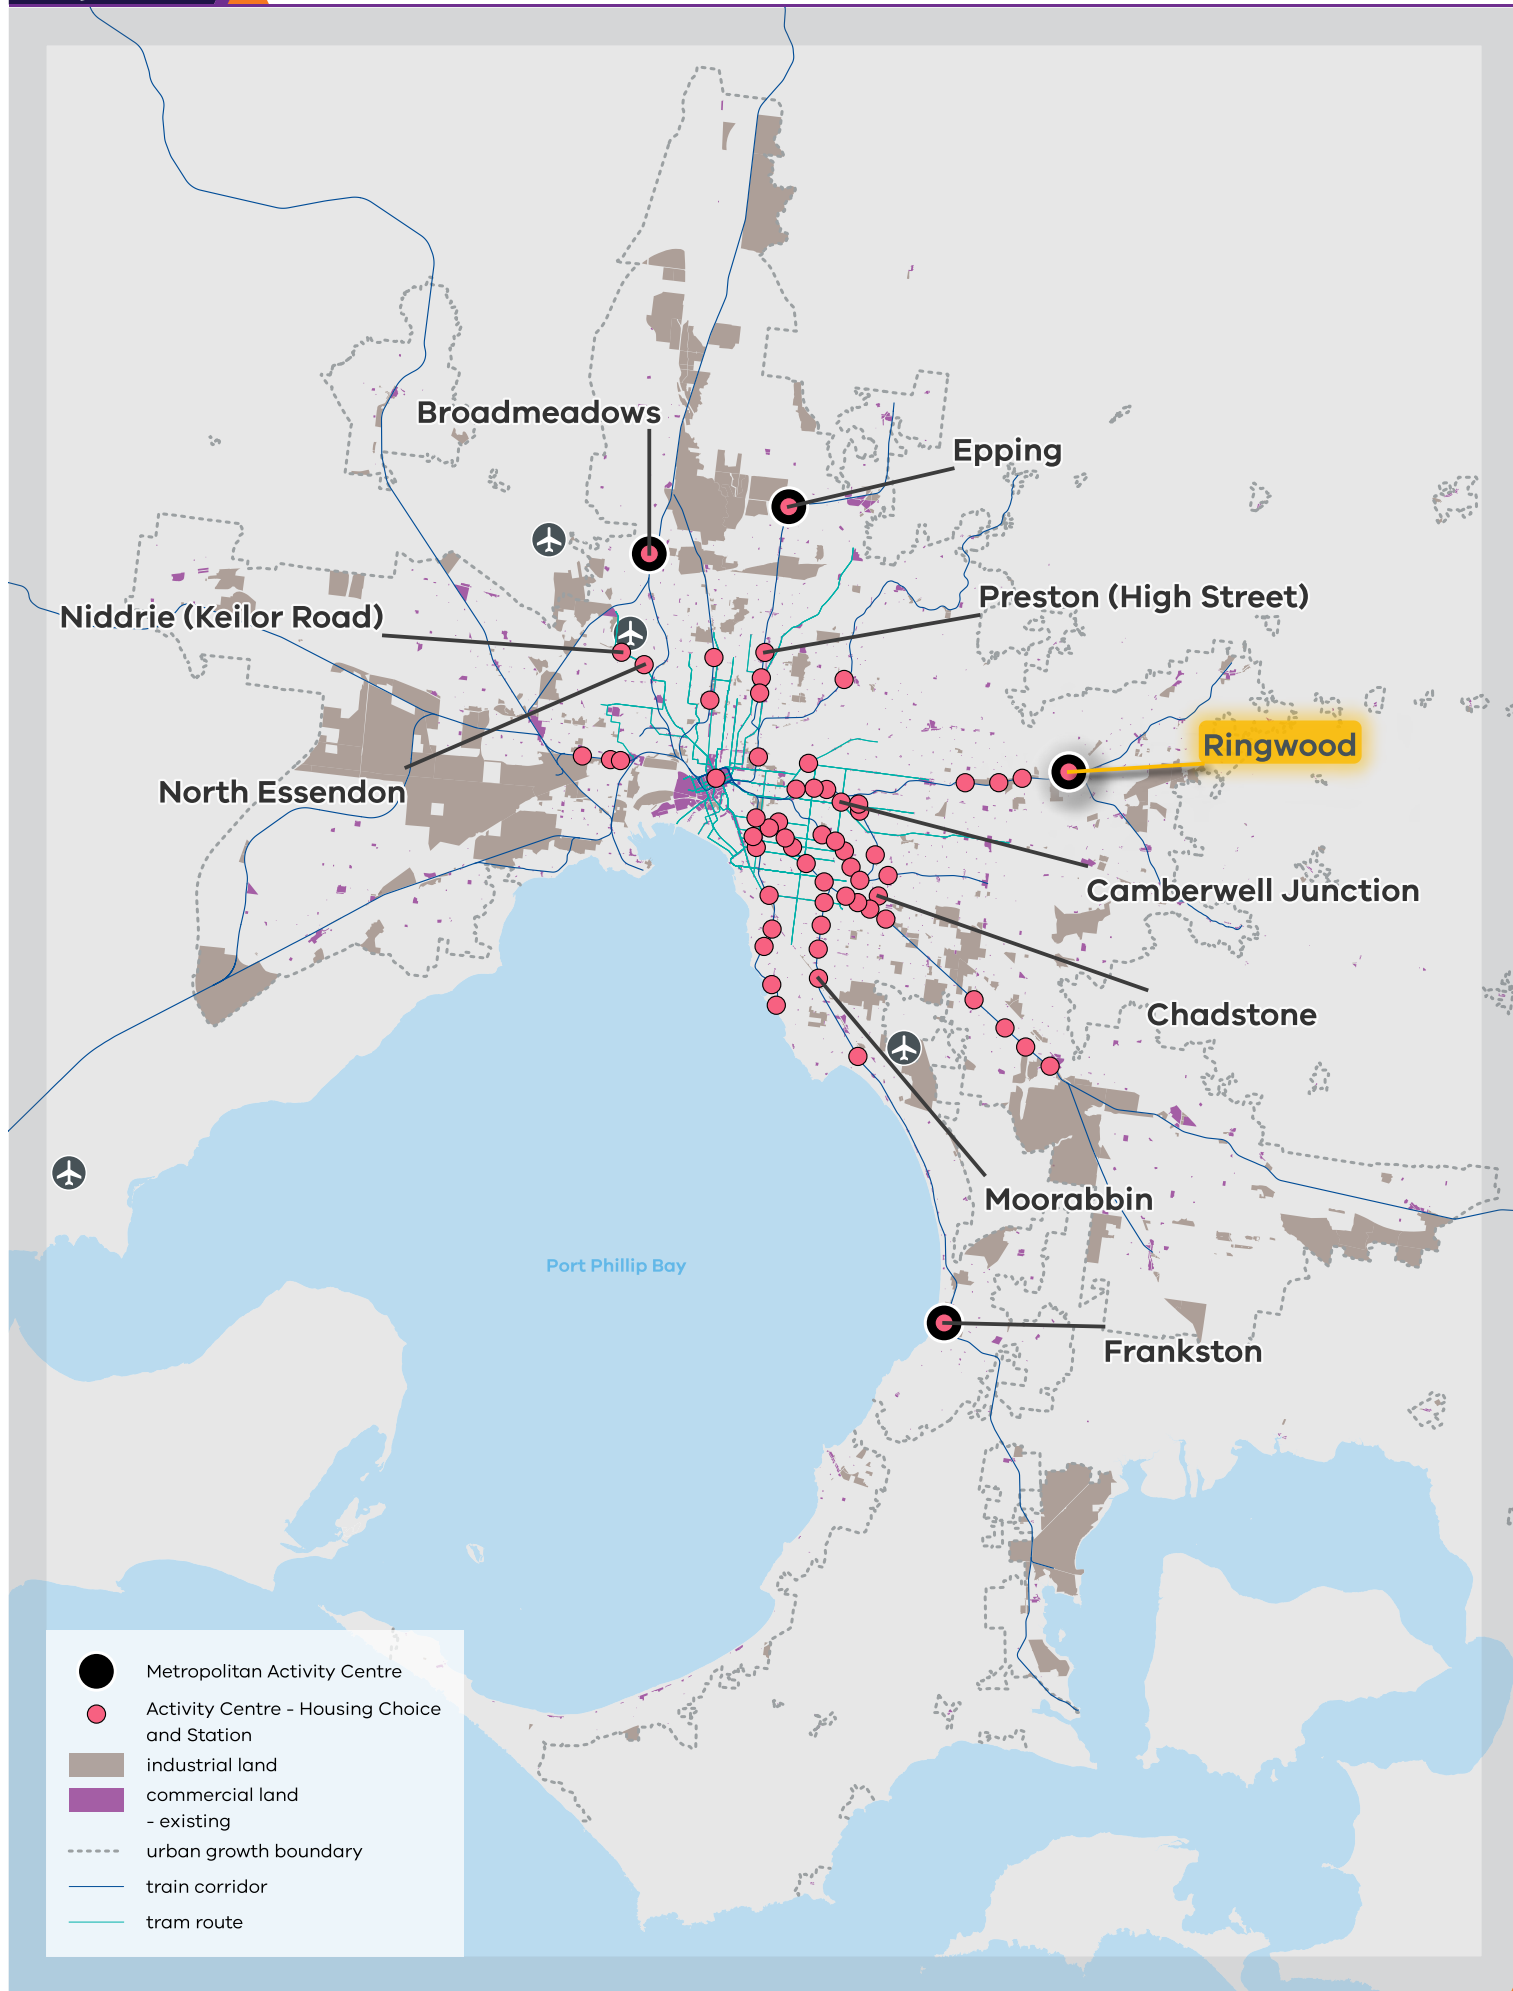 Broadmeadows
Epping
Preston (High Street)
Niddrie (Keilor Road)
Ringwood
North Essendon
Camberwell Junction
Chadstone
Moorabbin
Port Phillip Bay
Frankston
Metropolitan Activity Centre
Activity Centre - Housing Choice
and Station
industrial land
commercial land
- existing
urban growth boundary
train corridor
tram route